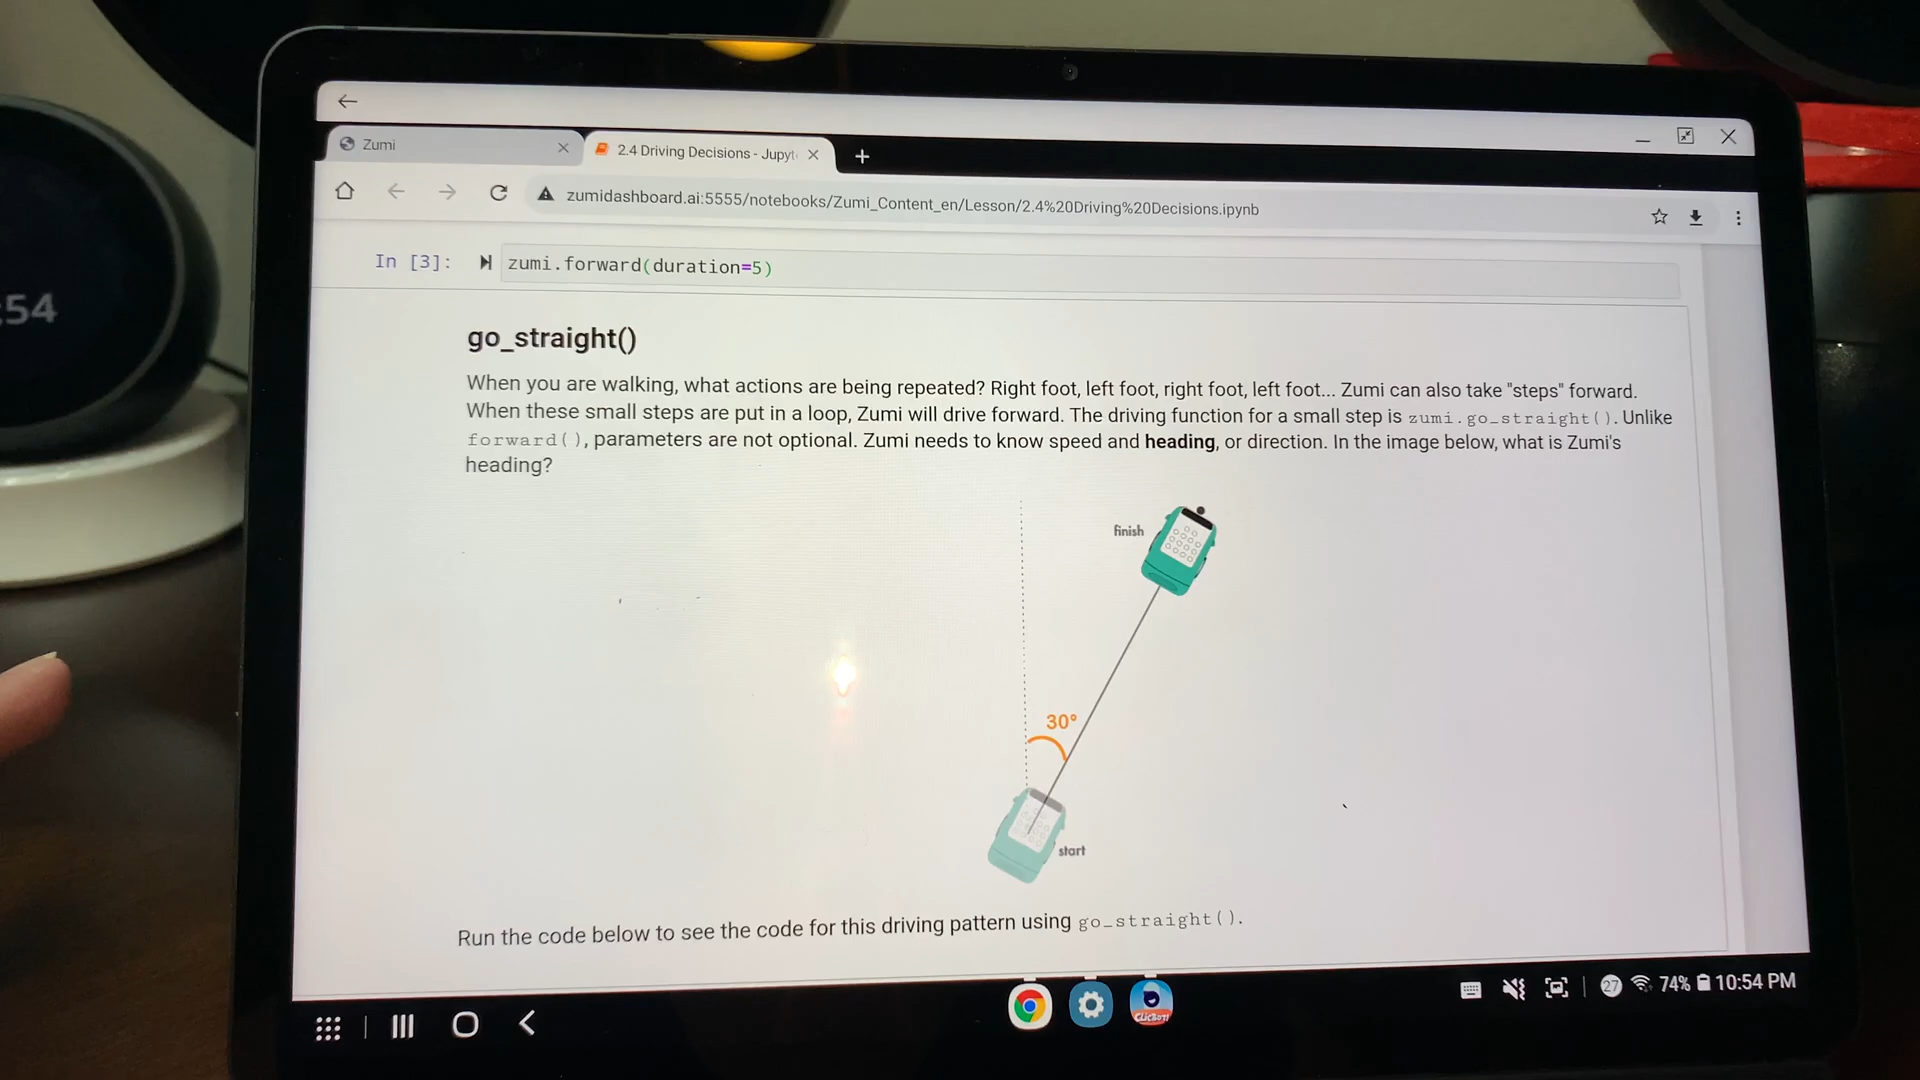 :54
Zumi
2.4 Driving Decisions - Jupyt
zumidashboard.ai:5555/notebooks/Zumi_Content_en/Lesson/2.4%20Driving%20Decisions.ipynb
In [3]: zumi.forward(duration=5)
go_straight()
When you are walking, what actions are being repeated? Right foot, left foot, right foot, left foot... Zumi can also take "steps" forward.
When these small steps are put in a loop, Zumi will drive forward. The driving function for a small step is zumi.go_straight(). Unlike
forward(), parameters are not optional. Zumi needs to know speed and heading, or direction. In the image below, what is Zumi's
heading?
finish
30°
start
Run the code below to see the code for this driving pattern using go_straight().
CLICBOT
27 74% 10:54 PM